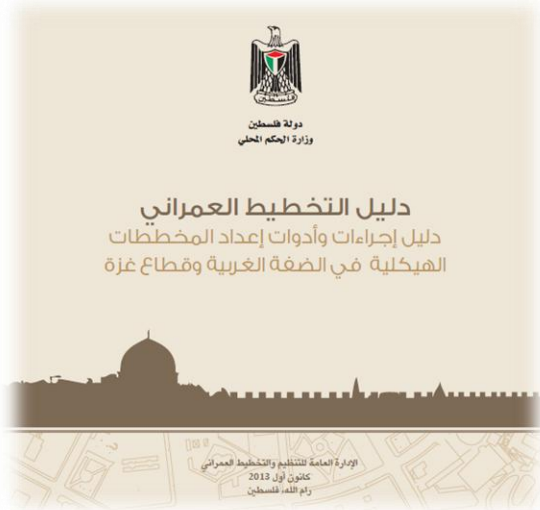 فلسطين
دولة فلسطين
وزارة الحكم المحلي
دليل التخطيط العمراني
دليل إجراءات وأدوات إعداد المخططات
الهيكلية في الضفة الغربية وقطاع غزة
الإدارة العامة للتنظيم والتخطيط العمراني
كانون أول 2013
رام الله، فلسطين